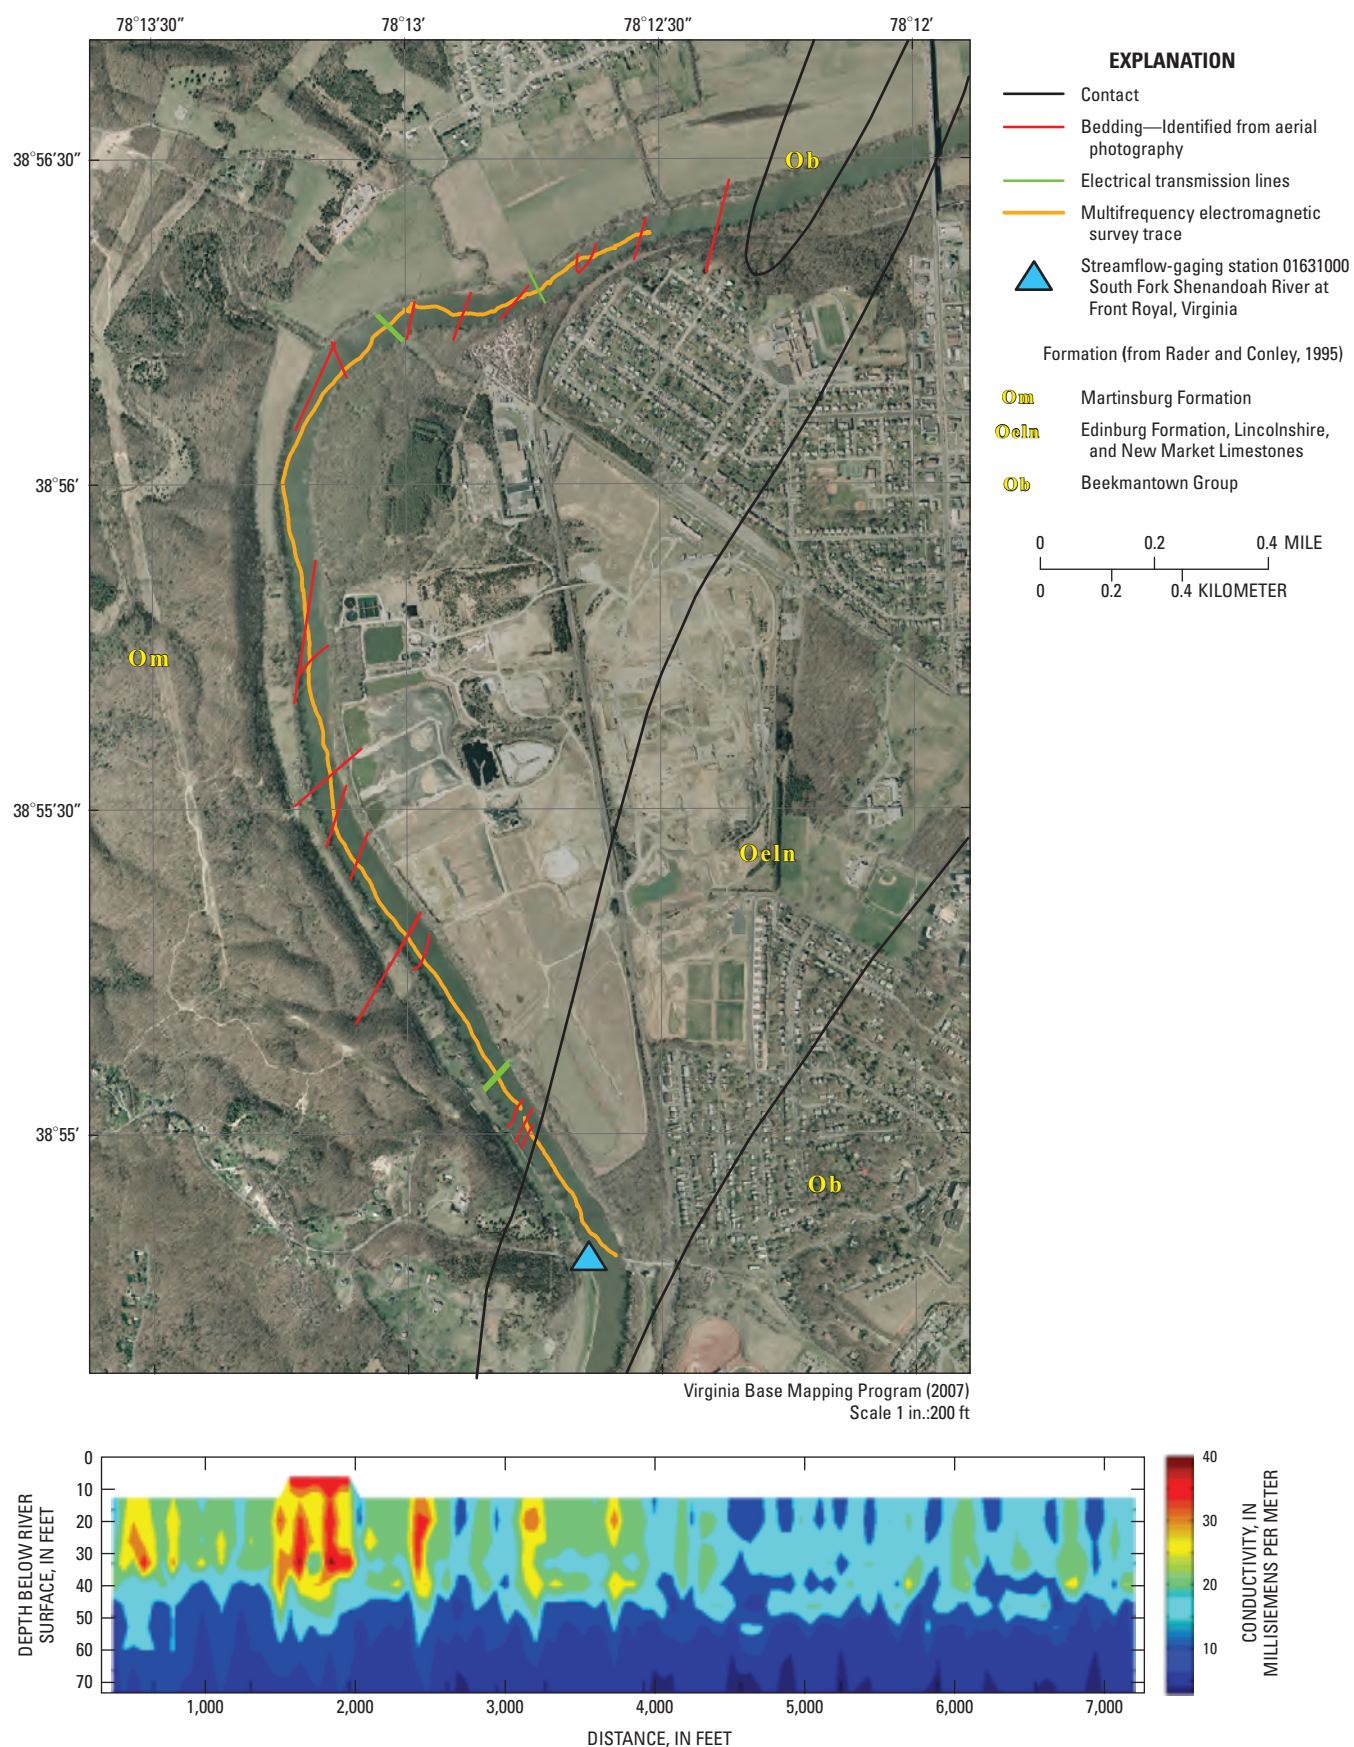 78°13′30″ 78°13′ 78°12′30″ 78°12′
38°56′30″
38°56′
38°55′30″
38°55′
Ob
Om
Oeln
Ob
EXPLANATION
Contact
Bedding—Identified from aerial
photography
Electrical transmission lines
Multifrequency electromagnetic
survey trace
Streamflow-gaging station 01631000
South Fork Shenandoah River at
Front Royal, Virginia
Formation (from Rader and Conley, 1995)
Om Martinsburg Formation
Oeln Edinburg Formation, Lincolnshire,
and New Market Limestones
Ob Beekmantown Group
0 0.2 0.4 MILE
0 0.2 0.4 KILOMETER
Virginia Base Mapping Program (2007)
Scale 1 in.:200 ft
DEPTH BELOW RIVER
SURFACE, IN FEET
0
10
20
30
40
50
60
70
1,000 2,000 3,000 4,000 5,000 6,000 7,000
DISTANCE, IN FEET
40
30
20
10
CONDUCTIVITY, IN
MILLISIEMENS PER METER